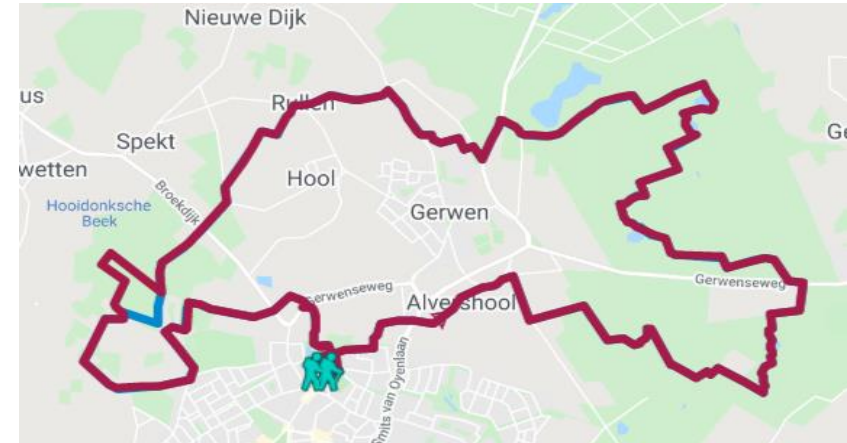 Nieuwe Dijk
us
Rullen
Spekt
Ge
wetten
Hool
Broekdijk
Hooidonksche
Beek
Gerwen
Gerwenseweg
Gerwenseweg
Alvershool
Smits van Oyenlaan